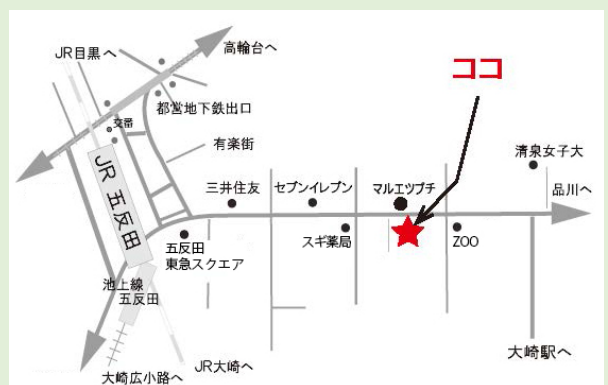 JR目黒へ
高輪台へ
ココ
都営地下鉄出口
交番
有楽街
清泉女子大
JR 五反田
三井住友
セブンイレブン
マルエツプチ
品川へ
五反田
東急スクエア
スギ薬局
ZOO
池上線
五反田
大崎駅へ
JR大崎へ
大崎広小路へ